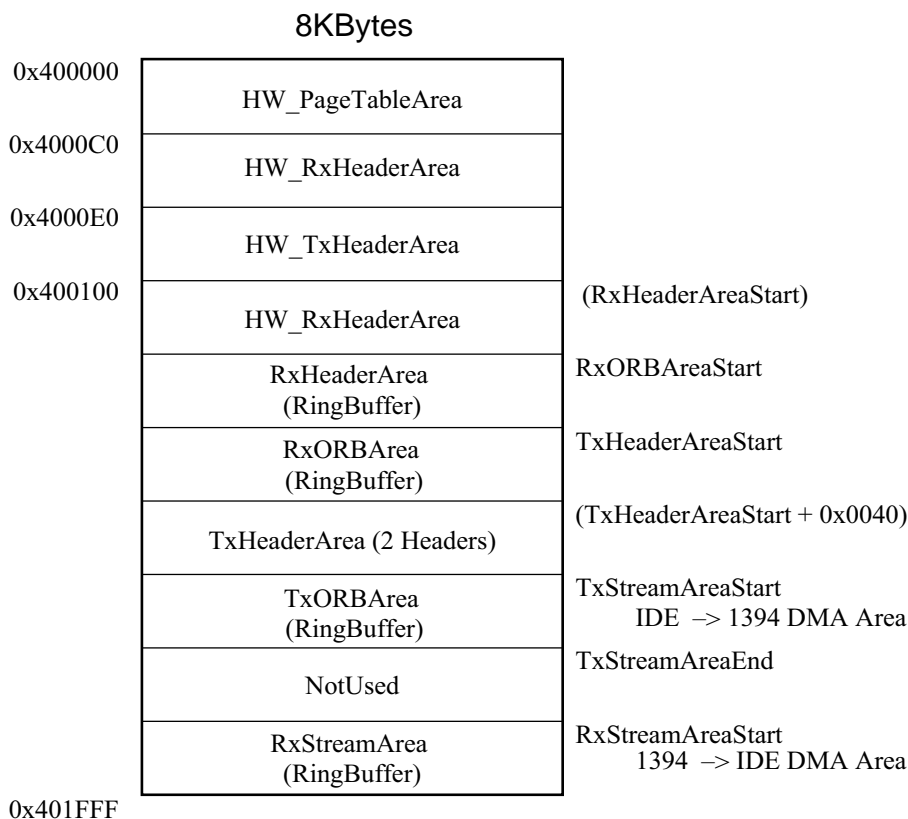 8KBytes
0x400000
HW_PageTableArea
0x4000C0
HW_RxHeaderArea
0x4000E0
HW_TxHeaderArea
0x400100
(RxHeaderAreaStart)
HW_RxHeaderArea
RxHeaderArea
(RingBuffer)
RxORBAreaStart
RxORBArea
(RingBuffer)
TxHeaderAreaStart
TxHeaderArea (2 Headers)
(TxHeaderAreaStart + 0x0040)
TxORBArea
(RingBuffer)
TxStreamAreaStart
IDE –> 1394 DMA Area
NotUsed
TxStreamAreaEnd
RxStreamArea
(RingBuffer)
RxStreamAreaStart
1394 –> IDE DMA Area
0x401FFF